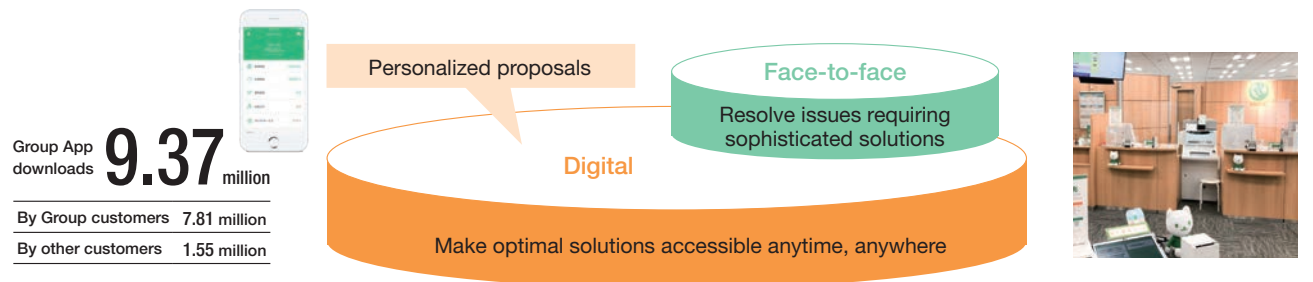 Group App
downloads
9.37 million
By Group customers 7.81 million
By other customers 1.55 million
Personalized proposals
Digital
Make optimal solutions accessible anytime, anywhere
Face-to-face
Resolve issues requiring
sophisticated solutions